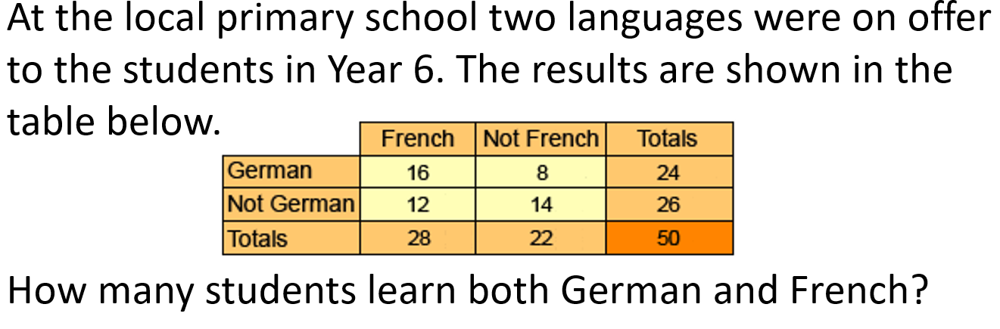 At the local primary school two languages were on offer
to the students in Year 6. The results are shown in the
table below.
French Not French Totals
German 16 8 24
Not German 12 14 26
Totals 28 22 50
How many students learn both German and French?